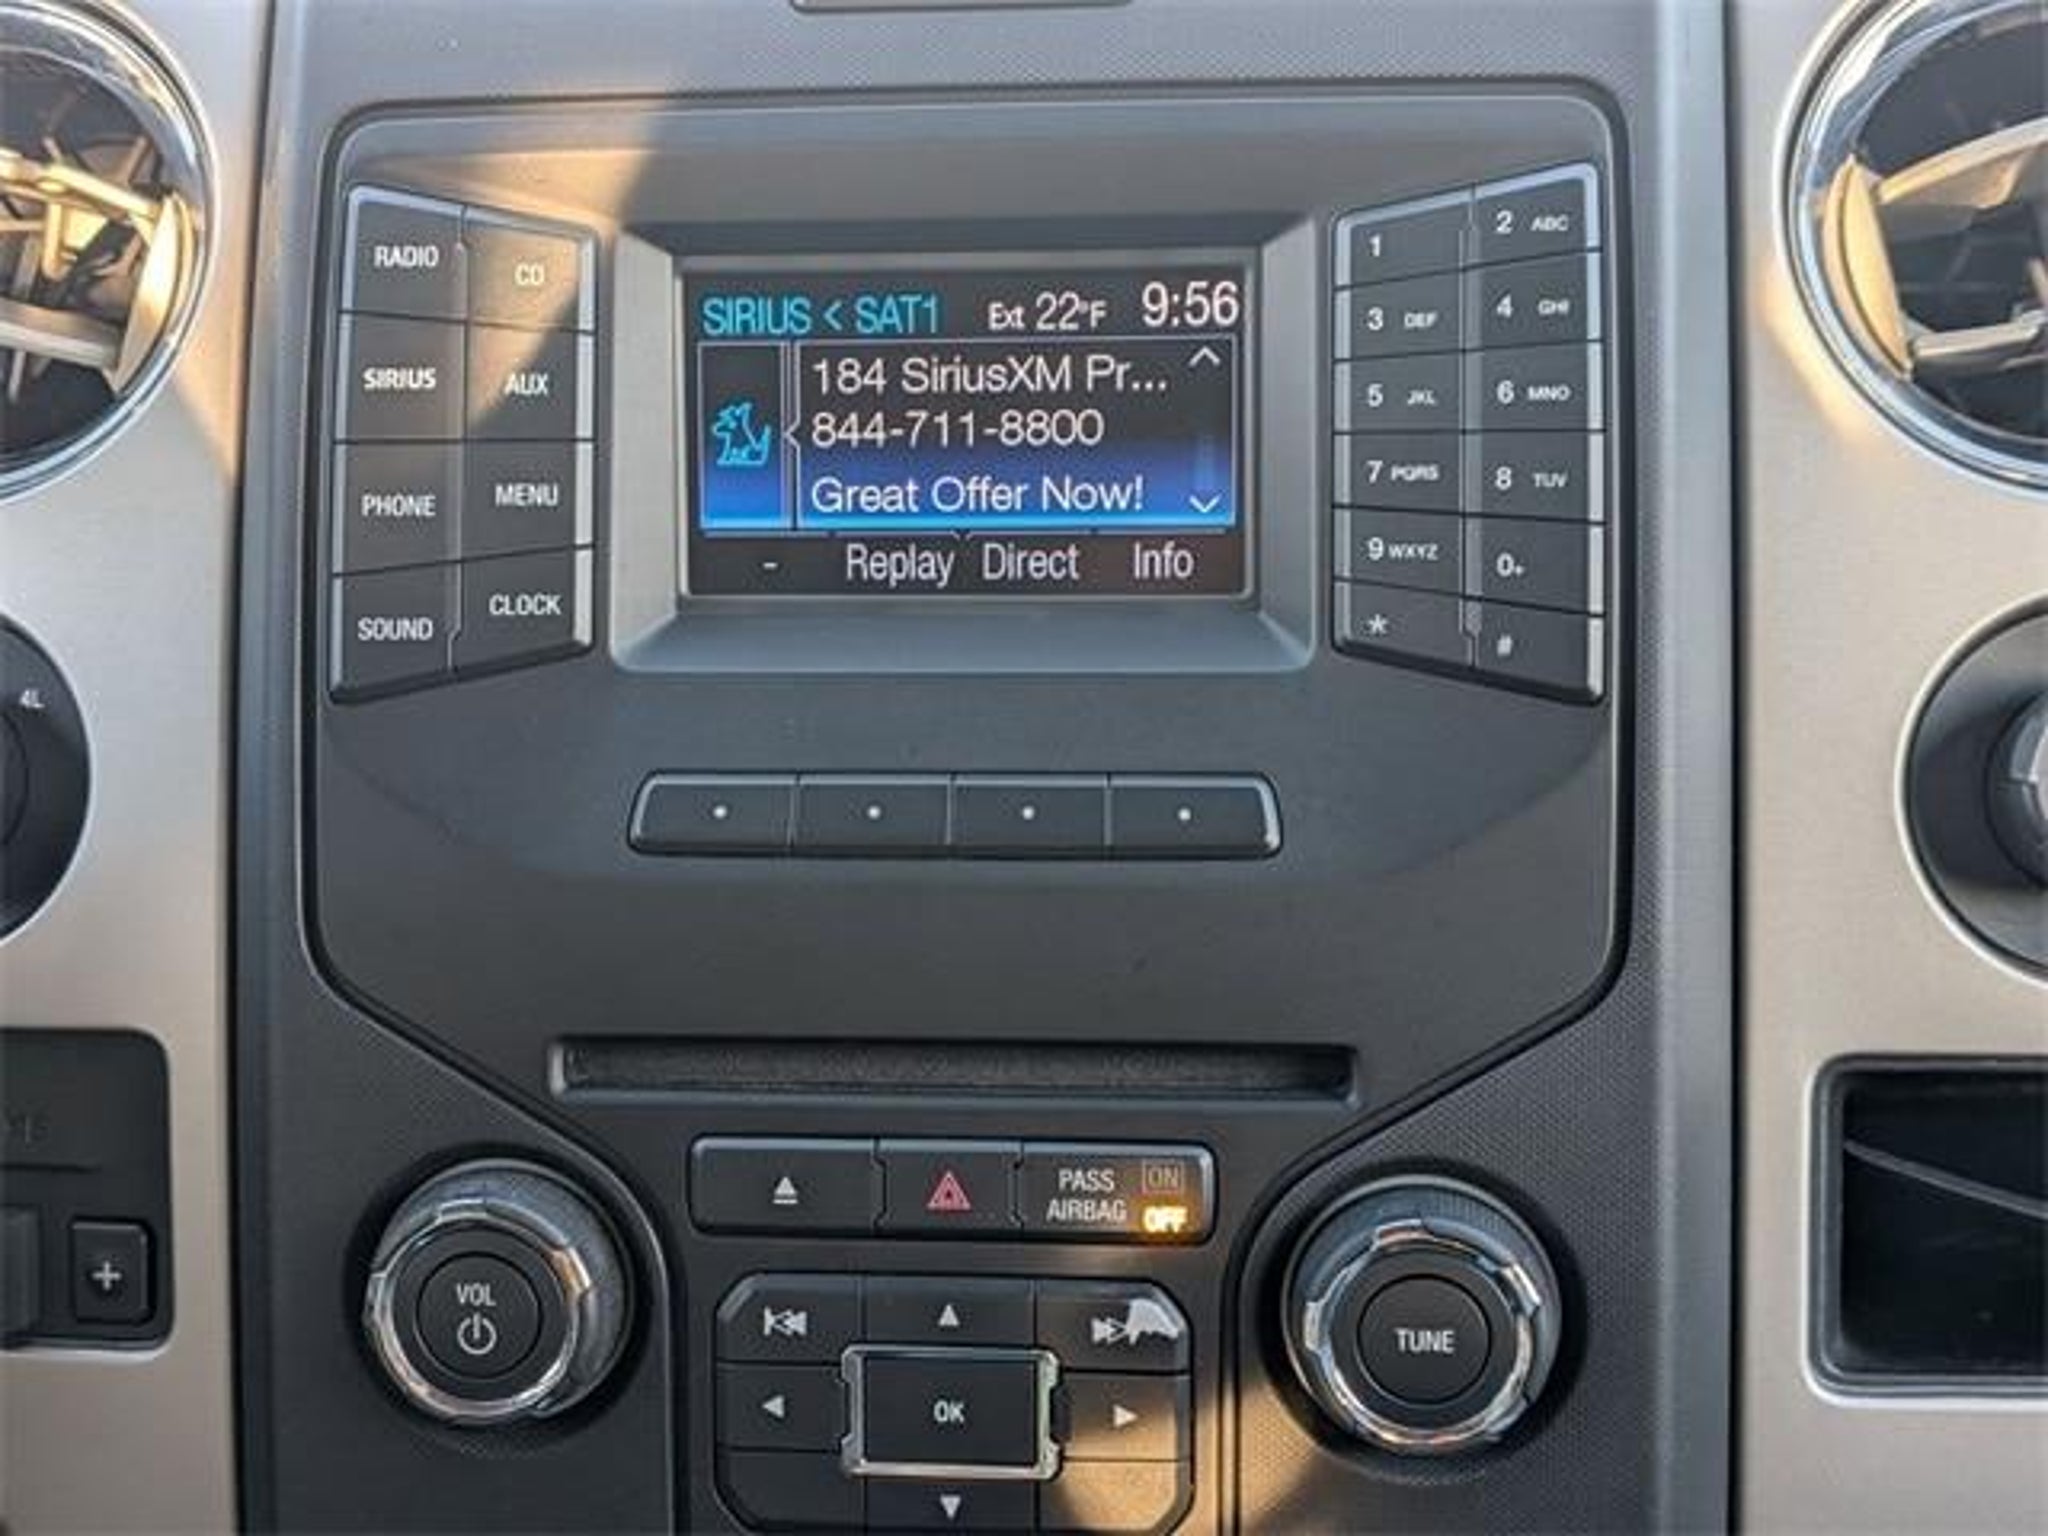 RADIO
CD
SIRIUS
AUX
PHONE
MENU
SOUND
CLOCK
SIRIUS < SAT1 Ext 22°F 9:56
184 SiriusXM Pr...
844-711-8800
Great Offer Now!
- Replay Direct Info
1
2 ABC
3 DEF
4 GHI
5 JKL
6 MNO
7 PQRS
8 TUV
9 WXYZ
0+
*
#
4L
PASS ON
AIRBAG OFF
+
VOL
OK
TUNE